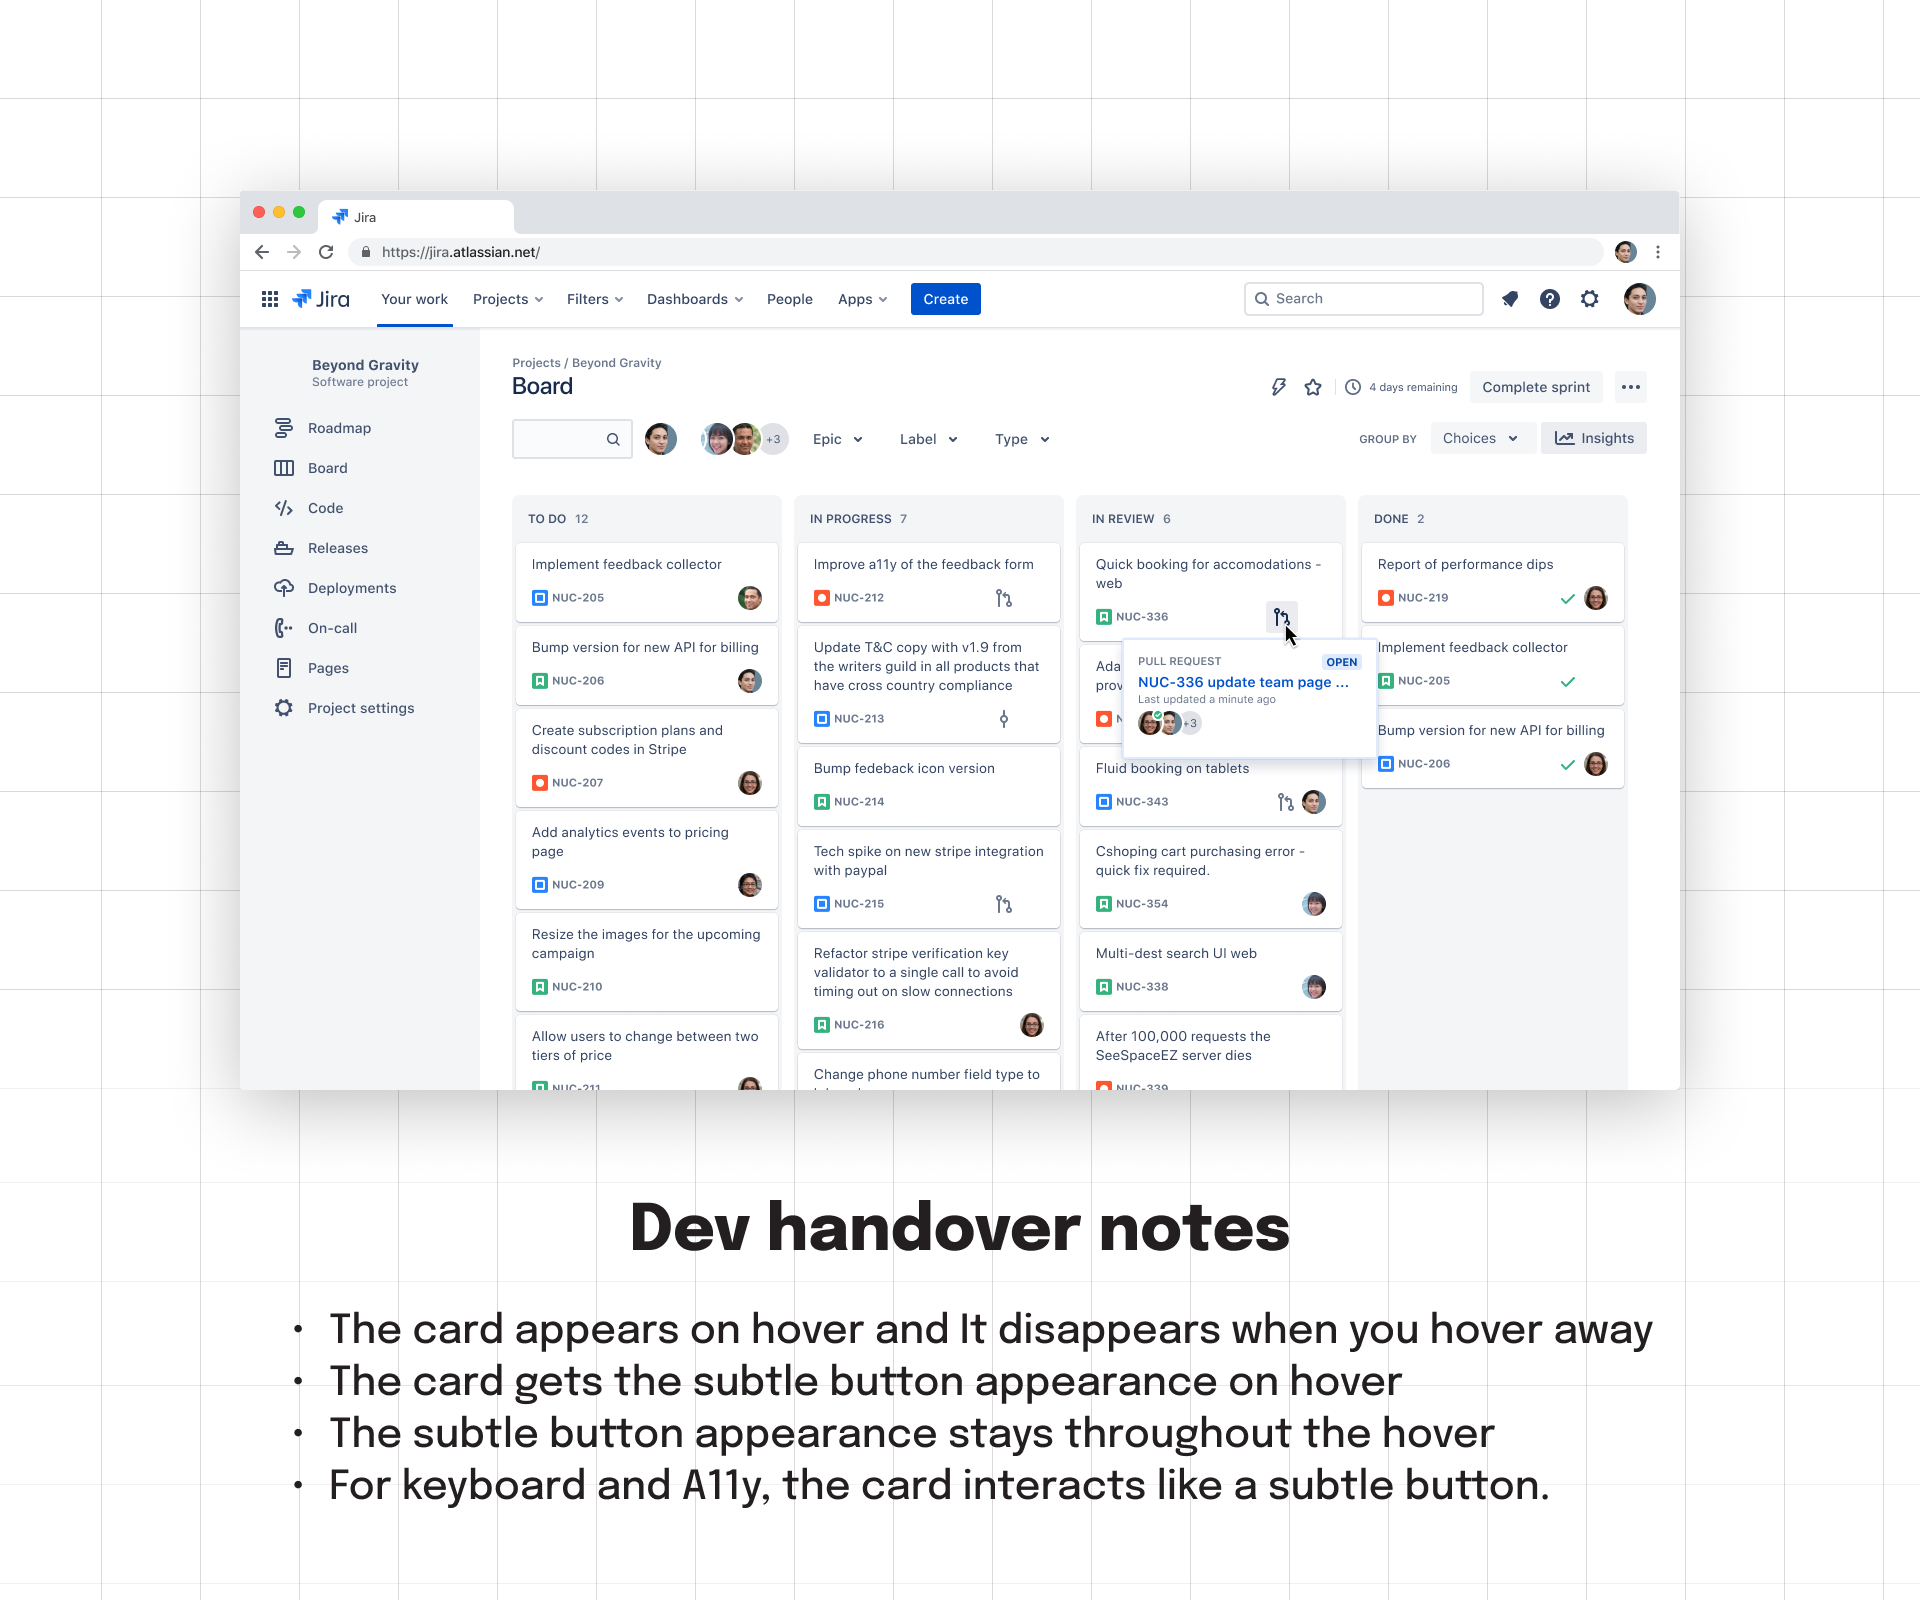 Jira
https://jira.atlassian.net/
Jira
Your work
Projects
Filters
Dashboards
People
Apps
Create
Search
Beyond Gravity
Software project
Roadmap
Board
Code
Releases
Deployments
On-call
Pages
Project settings
Projects / Beyond Gravity
Board
4 days remaining
Complete sprint
+3
Epic
Label
Type
GROUP BY
Choices
Insights
TO DO 12
Implement feedback collector
NUC-205
Bump version for new API for billing
NUC-206
Create subscription plans and
discount codes in Stripe
NUC-207
Add analytics events to pricing
page
NUC-209
Resize the images for the upcoming
campaign
NUC-210
Allow users to change between two
tiers of price
NUC-211
IN PROGRESS 7
Improve a11y of the feedback form
NUC-212
Update T&C copy with v1.9 from
the writers guild in all products that
have cross country compliance
NUC-213
Bump fedeback icon version
NUC-214
Tech spike on new stripe integration
with paypal
NUC-215
Refactor stripe verification key
validator to a single call to avoid
timing out on slow connections
NUC-216
Change phone number field type to
IN REVIEW 6
Quick booking for accomodations -
web
NUC-336
Ada
prov
N
PULL REQUEST
OPEN
NUC-336 update team page ...
Last updated a minute ago
+3
Fluid booking on tablets
NUC-343
Cshoping cart purchasing error -
quick fix required.
NUC-354
Multi-dest search UI web
NUC-338
After 100,000 requests the
SeeSpaceEZ server dies
NUC-339
DONE 2
Report of performance dips
NUC-219
Implement feedback collector
NUC-205
Bump version for new API for billing
NUC-206
Dev handover notes
• The card appears on hover and It disappears when you hover away
• The card gets the subtle button appearance on hover
• The subtle button appearance stays throughout the hover
• For keyboard and A11y, the card interacts like a subtle button.